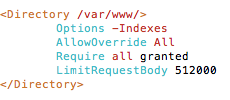 <Directory /var/www/>
Options -Indexes
AllowOverride All
Require all granted
LimitRequestBody 512000
</Directory>